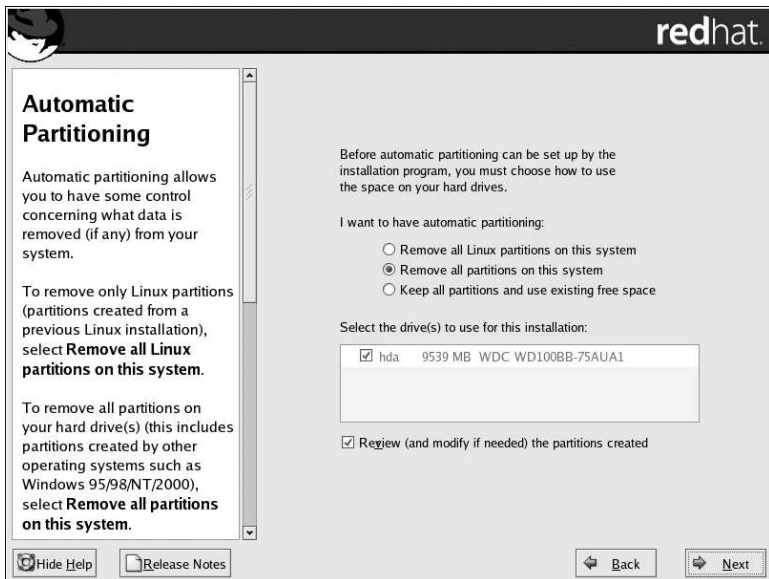 redhat.
Automatic
Partitioning
Automatic partitioning allows
you to have some control
concerning what data is
removed (if any) from your
system.
To remove only Linux partitions
(partitions created from a
previous Linux installation),
select Remove all Linux
partitions on this system.
To remove all partitions on
your hard drive(s) (this includes
partitions created by other
operating systems such as
Windows 95/98/NT/2000),
select Remove all partitions
on this system.
Before automatic partitioning can be set up by the
installation program, you must choose how to use
the space on your hard drives.
I want to have automatic partitioning:
Remove all Linux partitions on this system
Remove all partitions on this system
Keep all partitions and use existing free space
Select the drive(s) to use for this installation:
hda 9539 MB WDC WD100BB-75AUA1
Review (and modify if needed) the partitions created
Hide Help
Release Notes
Back
Next